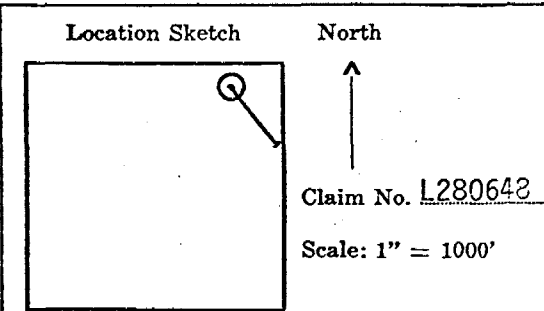 Location Sketch
North
Claim No. L280648
Scale: 1" = 1000'